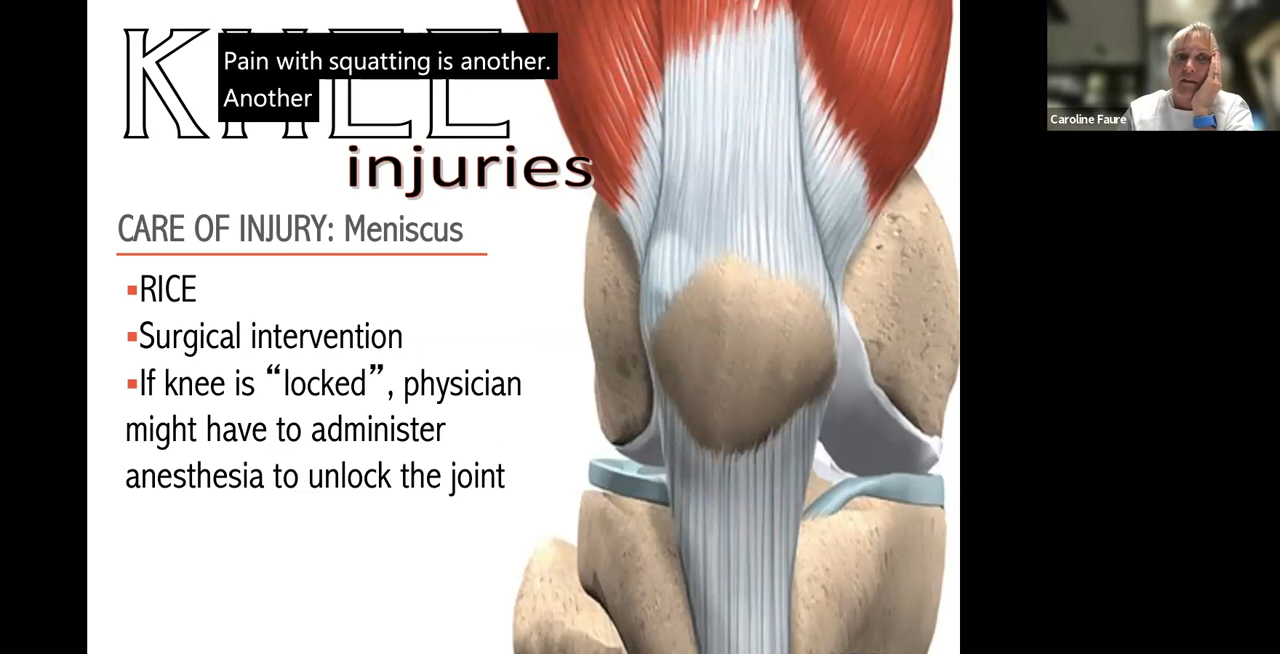 KNEE
Pain with squatting is another.
Another
injuries
CARE OF INJURY: Meniscus
▪RICE
▪Surgical intervention
▪If knee is “locked”, physician
might have to administer
anesthesia to unlock the joint
Caroline Faure